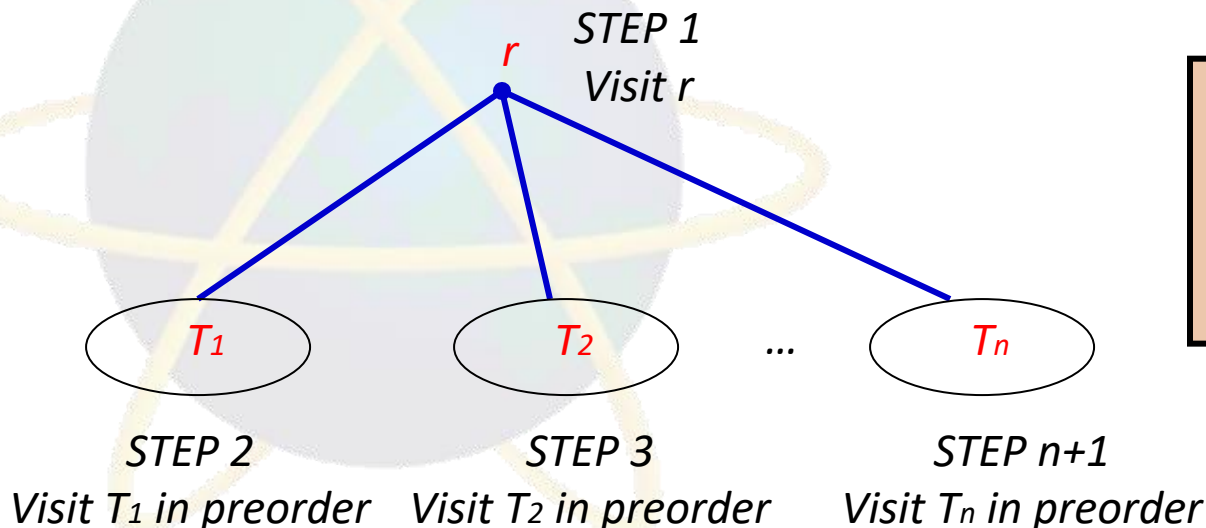 STEP 1
r
Visit r
T1
T2
...
Tn
STEP 2
STEP 3
STEP n+1
Visit T1 in preorder
Visit T2 in preorder
Visit Tn in preorder